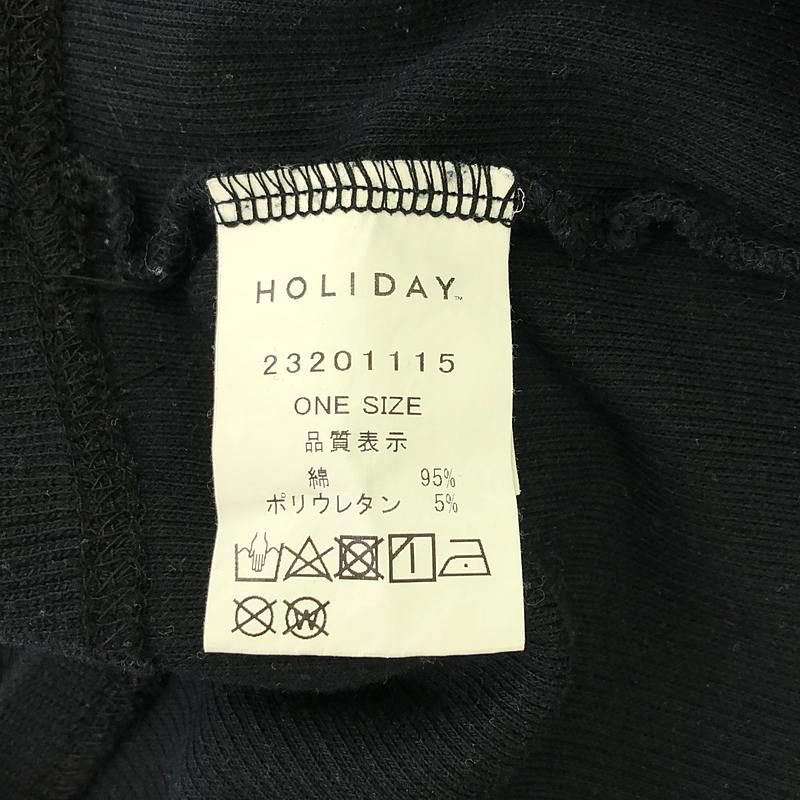 HOLIDAY™
23201115
ONE SIZE
品質表示
綿 95%
ポリウレタン 5%
W